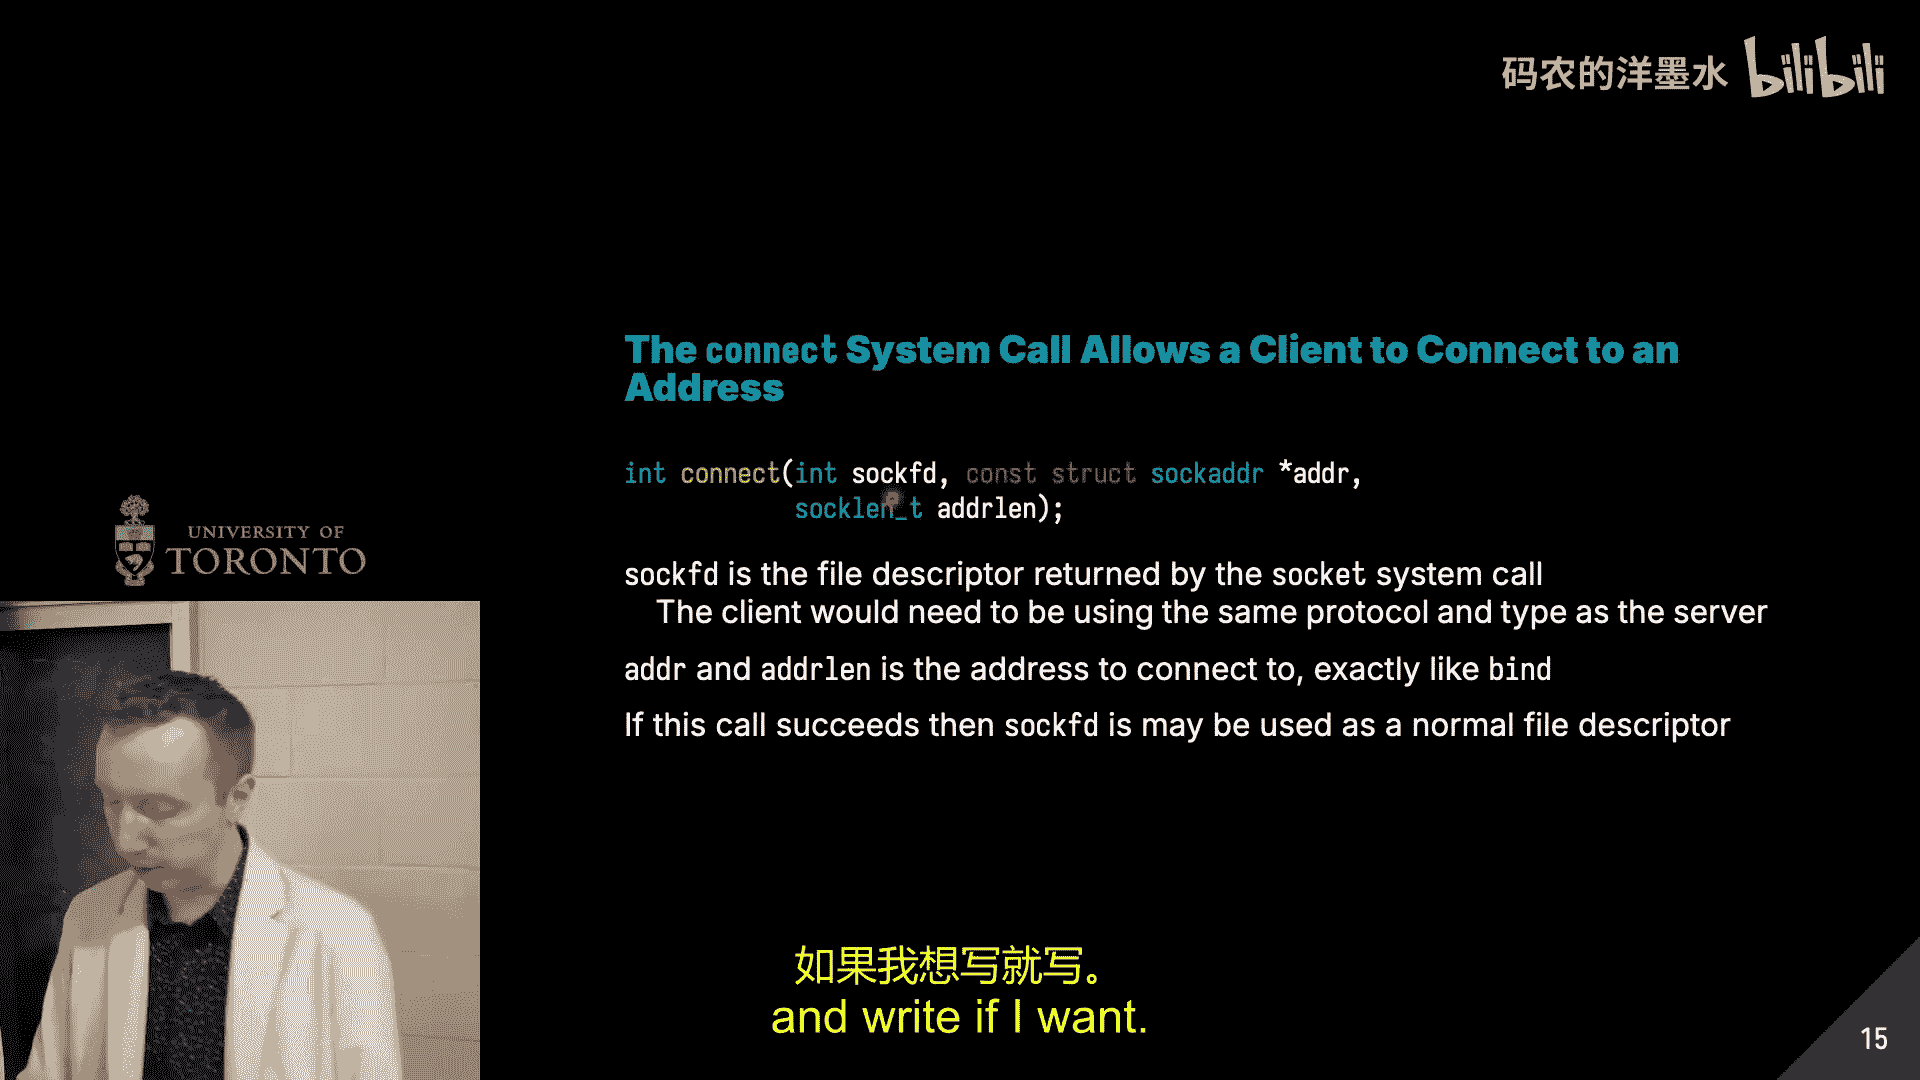 码农的洋墨水 bilibili
The connect System Call Allows a Client to Connect to an
Address
int connect(int sockfd, const struct sockaddr *addr,
socklen_t addrlen);
UNIVERSITY OF
TORONTO
sockfd is the file descriptor returned by the socket system call
The client would need to be using the same protocol and type as the server
addr and addrlen is the address to connect to, exactly like bind
If this call succeeds then sockfd is may be used as a normal file descriptor
如果我想写就写。
and write if I want.
15